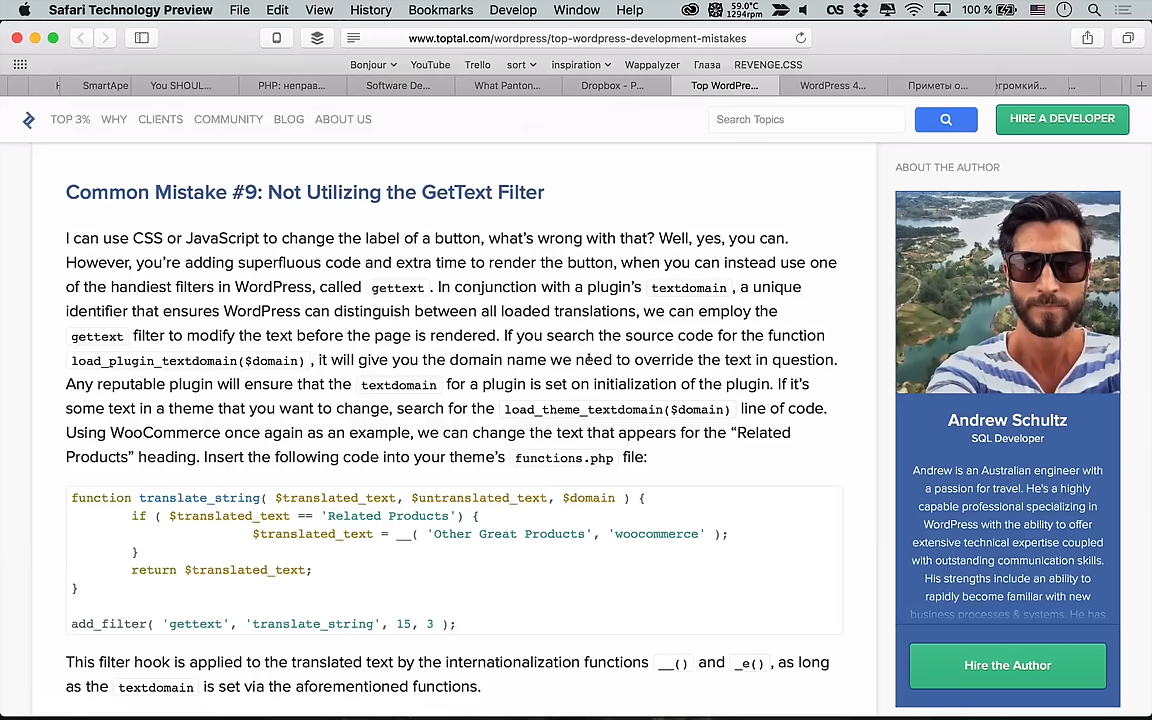 Safari Technology Preview File Edit View History Bookmarks Develop Window Help 59.0°C 1294rpm 100 %
www.toptal.com/wordpress/top-wordpress-development-mistakes
Bonjour YouTube Trello sort inspiration Wappalyzer Глаза REVENGE.CSS
SmartApe You SHOUL... PHP: неправ... Software De... What Panton... Dropbox - P... Top WordPre... WordPress 4... Приметы о... егромкий... ...
TOP 3% WHY CLIENTS COMMUNITY BLOG ABOUT US Search Topics HIRE A DEVELOPER
Common Mistake #9: Not Utilizing the GetText Filter
I can use CSS or JavaScript to change the label of a button, what's wrong with that? Well, yes, you can.
However, you're adding superfluous code and extra time to render the button, when you can instead use one
of the handiest filters in WordPress, called gettext. In conjunction with a plugin's textdomain, a unique
identifier that ensures WordPress can distinguish between all loaded translations, we can employ the
gettext filter to modify the text before the page is rendered. If you search the source code for the function
load_plugin_textdomain($domain), it will give you the domain name we need to override the text in question.
Any reputable plugin will ensure that the textdomain for a plugin is set on initialization of the plugin. If it's
some text in a theme that you want to change, search for the load_theme_textdomain($domain) line of code.
Using WooCommerce once again as an example, we can change the text that appears for the “Related
Products” heading. Insert the following code into your theme's functions.php file:
function translate_string( $translated_text, $untranslated_text, $domain ) {
if ( $translated_text == 'Related Products') {
$translated_text = __( 'Other Great Products', 'woocommerce' );
}
return $translated_text;
}
add_filter( 'gettext', 'translate_string', 15, 3 );
This filter hook is applied to the translated text by the internationalization functions __() and _e(), as long
as the textdomain is set via the aforementioned functions.
ABOUT THE AUTHOR
Andrew Schultz
SQL Developer
Andrew is an Australian engineer with
a passion for travel. He's a highly
capable professional specializing in
WordPress with the ability to offer
extensive technical expertise coupled
with outstanding communication skills.
His strengths include an ability to
rapidly become familiar with new
business processes & systems. He has
Hire the Author